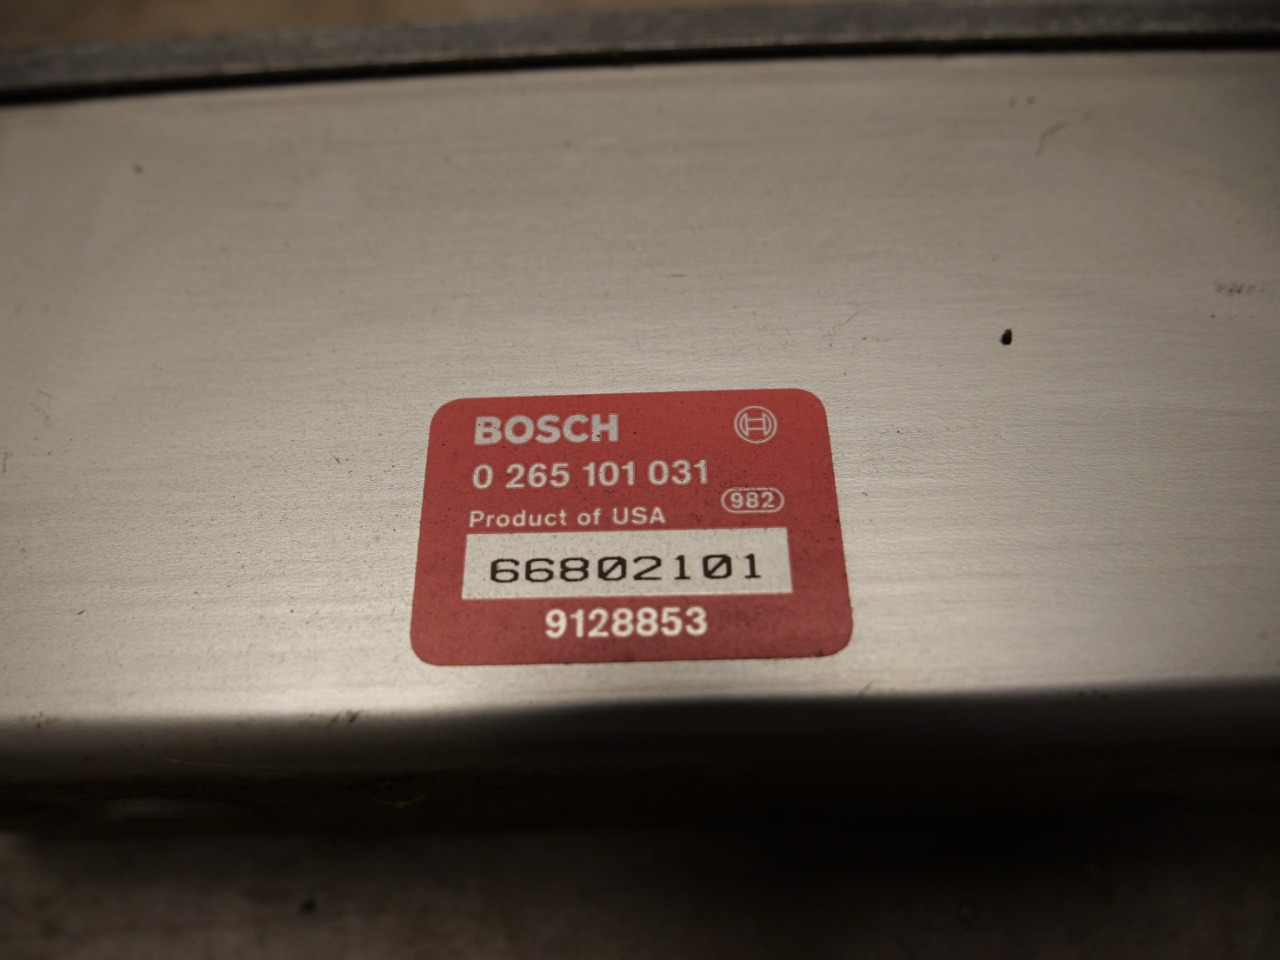 BOSCH
0 265 101 031
982
Product of USA
66802101
9128853